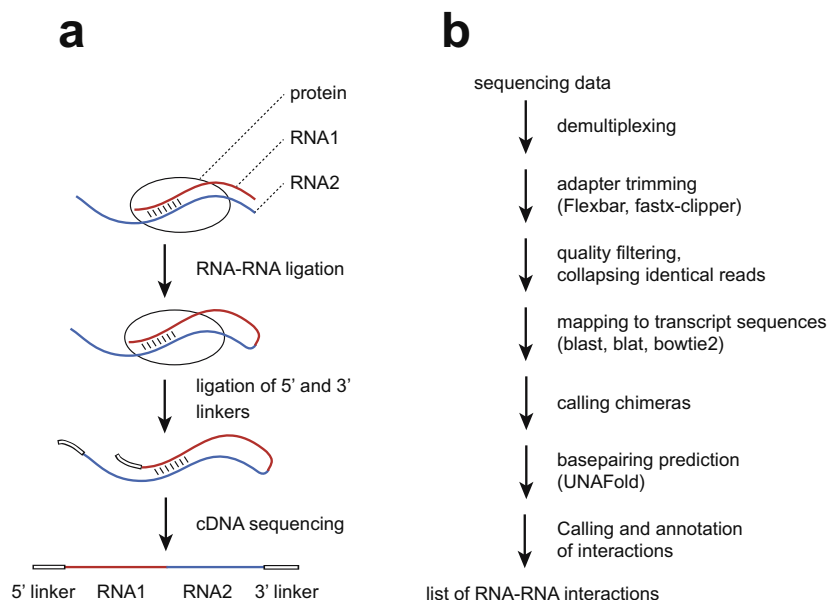 a
protein
RNA1
RNA2
RNA-RNA ligation
ligation of 5’ and 3’
linkers
cDNA sequencing
5’ linker RNA1 RNA2 3’ linker
b
sequencing data
demultiplexing
adapter trimming
(Flexbar, fastx-clipper)
quality filtering,
collapsing identical reads
mapping to transcript sequences
(blast, blat, bowtie2)
calling chimeras
basepairing prediction
(UNAFold)
Calling and annotation
of interactions
list of RNA-RNA interactions